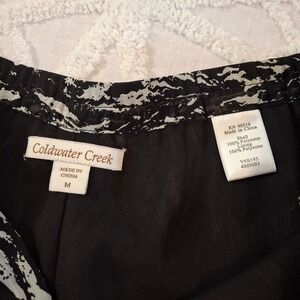 Coldwater Creek
MADE IN
CHINA
M
Made in China
Shell
100% Polyester
Lining
100% Polyester